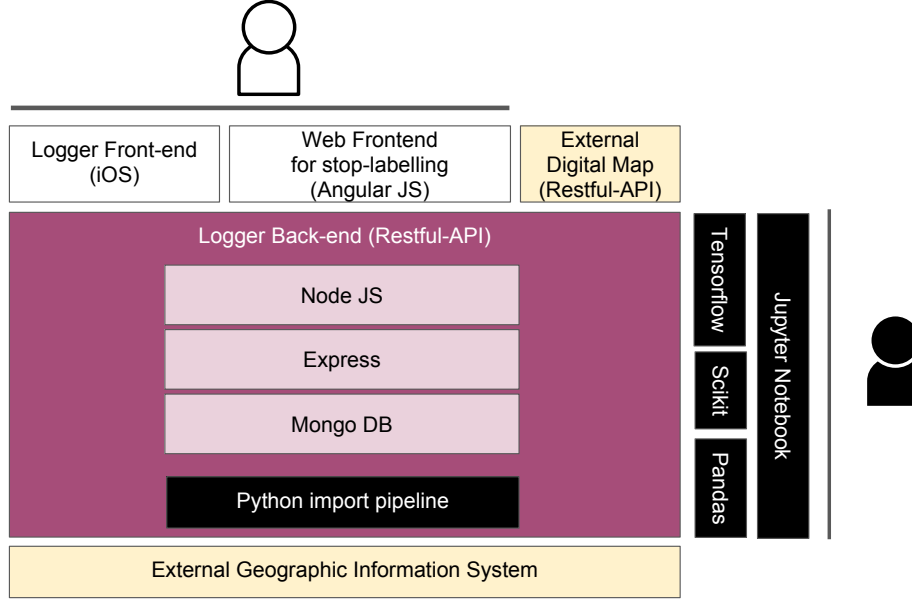 Logger Front-end
(iOS)
Web Frontend
for stop-labelling
(Angular JS)
External
Digital Map
(Restful-API)
Logger Back-end (Restful-API)
Node JS
Express
Mongo DB
Python import pipeline
External Geographic Information System
Tensorflow
Scikit
Pandas
Jupyter Notebook